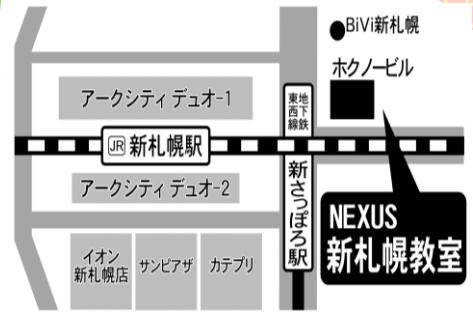 BiVi新札幌
ホクノービル
アークシティ デュオ-1
地下鉄
東西線
新さっぽろ駅
JR 新札幌駅
アークシティ デュオ-2
NEXUS
新札幌教室
イオン
新札幌店
サンピアザ
カテプリ